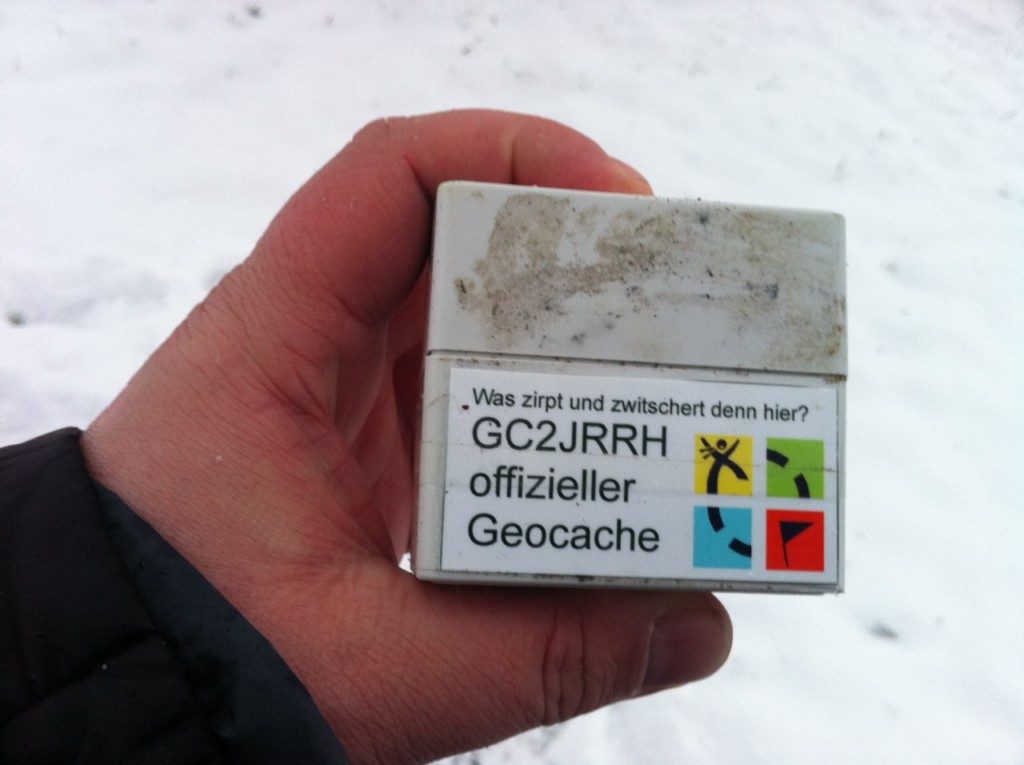 Was zirpt und zwitschert denn hier?
GC2JRRH
offizieller
Geocache